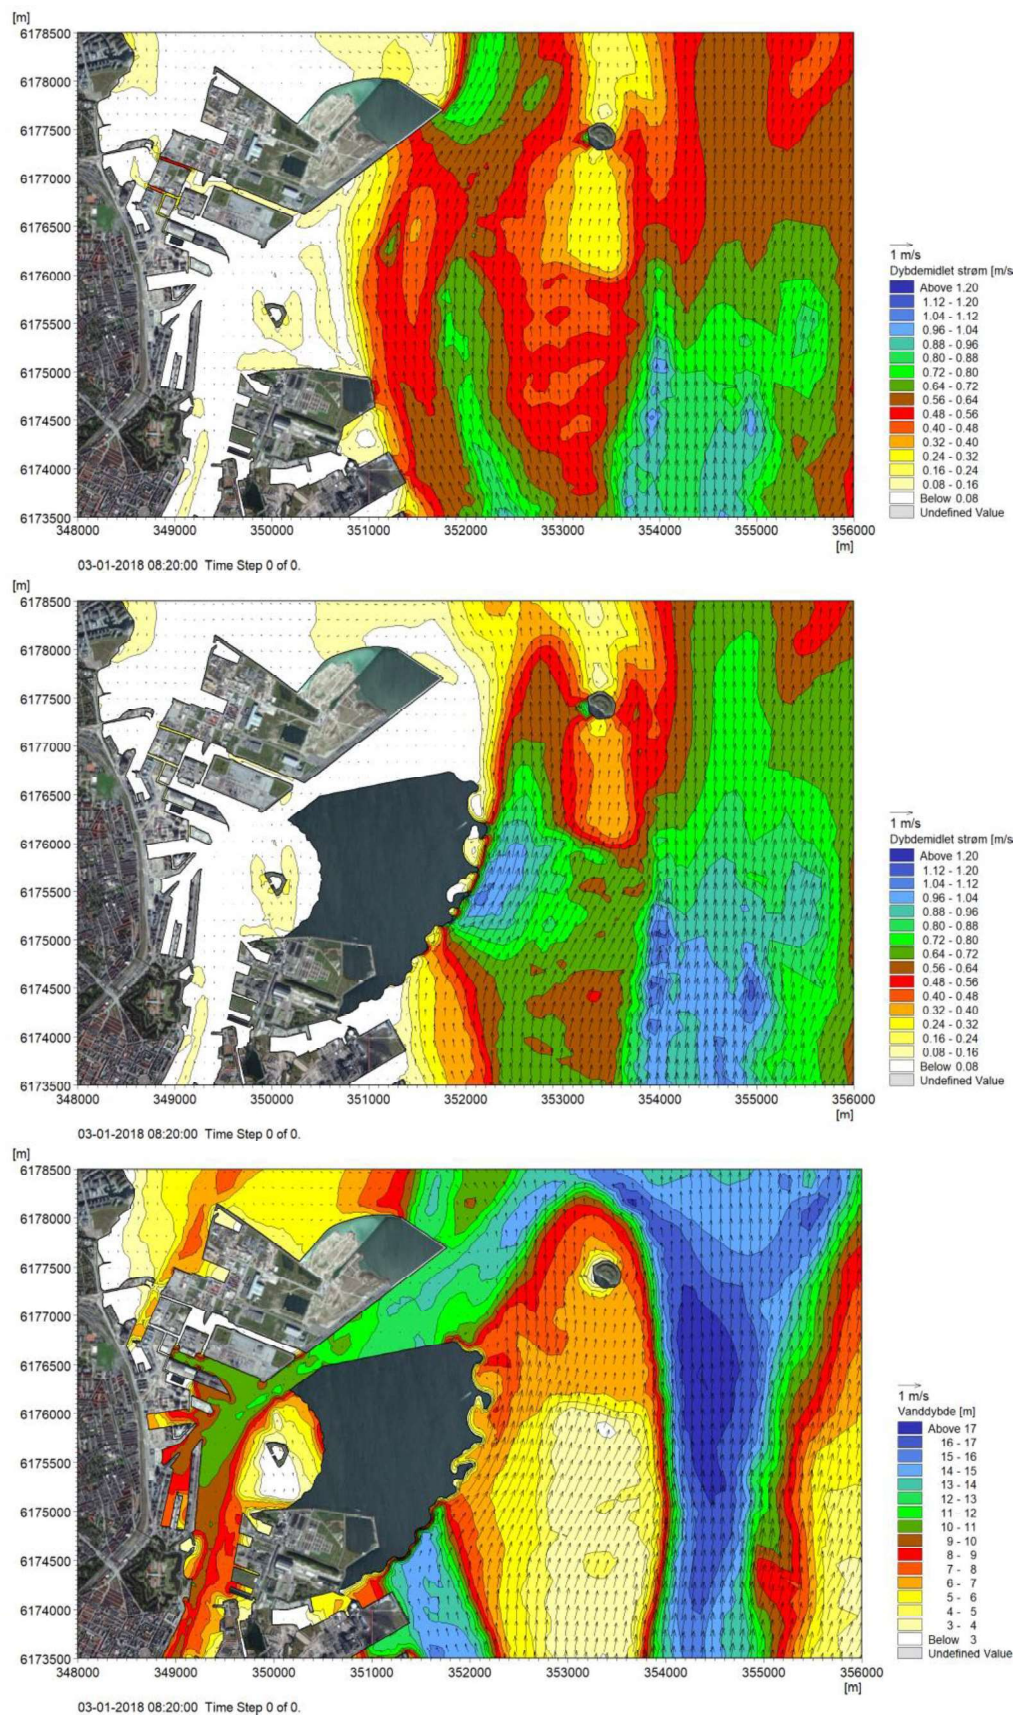 [m]
6178500
6178000
6177500
6177000
6176500
6176000
6175500
6175000
6174500
6174000
6173500
348000 349000 350000 351000 352000 353000 354000 355000 356000
[m]
03-01-2018 08:20:00 Time Step 0 of 0.
1 m/s
Dybdemidlet strøm [m/s
Above 1.20
1.12 - 1.20
1.04 - 1.12
0.96 - 1.04
0.88 - 0.96
0.80 - 0.88
0.72 - 0.80
0.64 - 0.72
0.56 - 0.64
0.48 - 0.56
0.40 - 0.48
0.32 - 0.40
0.24 - 0.32
0.16 - 0.24
0.08 - 0.16
Below 0.08
Undefined Value
[m]
6178500
6178000
6177500
6177000
6176500
6176000
6175500
6175000
6174500
6174000
6173500
348000 349000 350000 351000 352000 353000 354000 355000 356000
[m]
03-01-2018 08:20:00 Time Step 0 of 0.
1 m/s
Dybdemidlet strøm [m/s
Above 1.20
1.12 - 1.20
1.04 - 1.12
0.96 - 1.04
0.88 - 0.96
0.80 - 0.88
0.72 - 0.80
0.64 - 0.72
0.56 - 0.64
0.48 - 0.56
0.40 - 0.48
0.32 - 0.40
0.24 - 0.32
0.16 - 0.24
0.08 - 0.16
Below 0.08
Undefined Value
[m]
6178500
6178000
6177500
6177000
6176500
6176000
6175500
6175000
6174500
6174000
6173500
348000 349000 350000 351000 352000 353000 354000 355000 356000
[m]
03-01-2018 08:20:00 Time Step 0 of 0.
1 m/s
Vanddybde [m]
Above 17
16 - 17
15 - 16
14 - 15
13 - 14
12 - 13
11 - 12
10 - 11
9 - 10
8 - 9
7 - 8
6 - 7
5 - 6
4 - 5
3 - 4
Below 3
Undefined Value